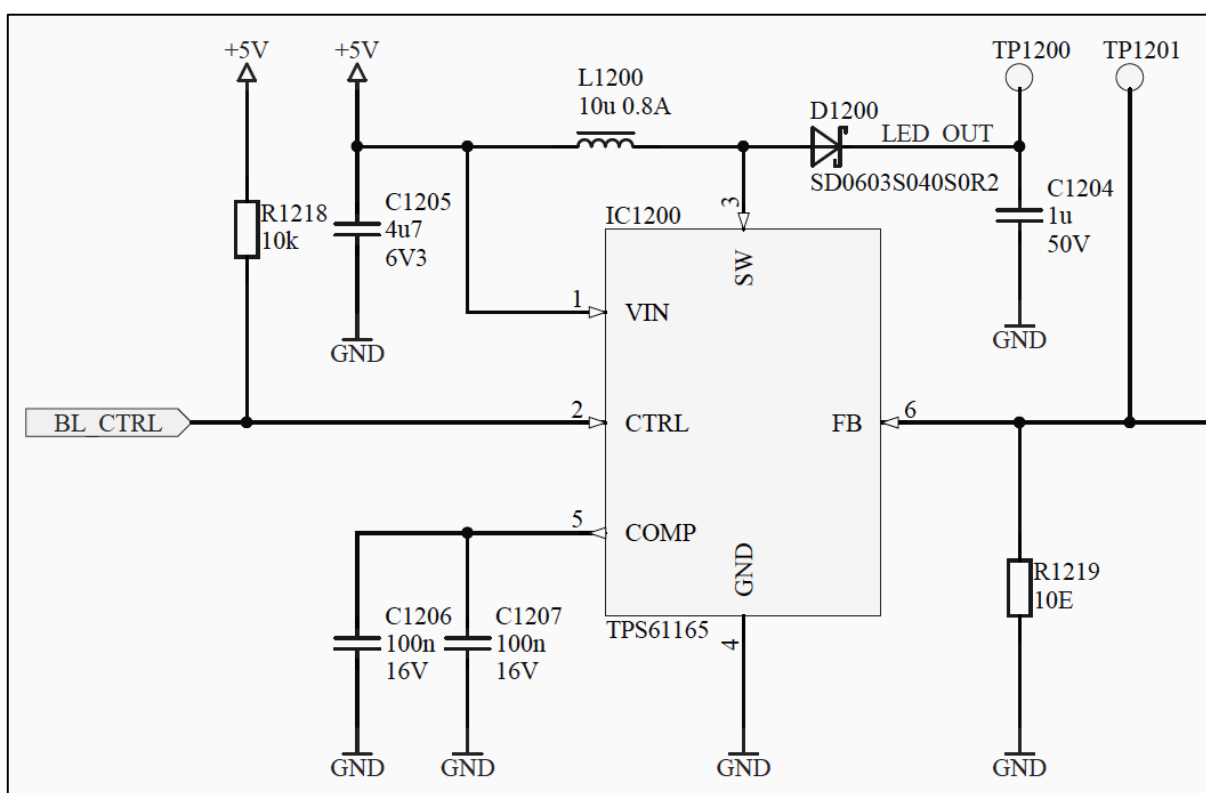 +5V
+5V
TP1200
TP1201
L1200
10u 0.8A
D1200
LED_OUT
SD0603S040S0R2
R1218
10k
C1205
4u7
6V3
IC1200
3
SW
C1204
1u
50V
1
VIN
GND
GND
BL_CTRL
2
CTRL
FB
6
5
COMP
GND
R1219
10E
C1206
100n
16V
C1207
100n
16V
TPS61165
4
GND
GND
GND
GND